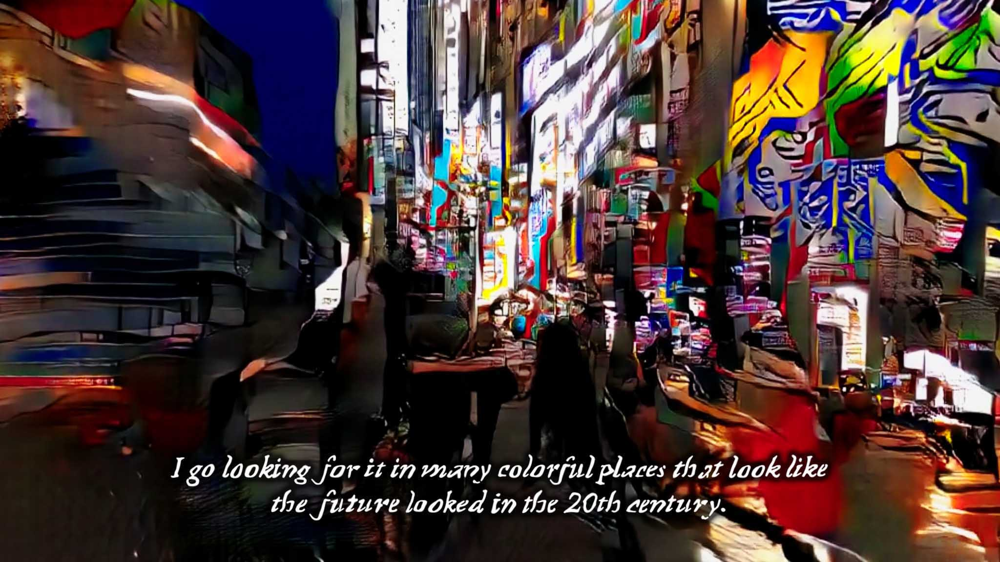 I go looking for it in many colorful places that look like
the future looked in the 20th century.